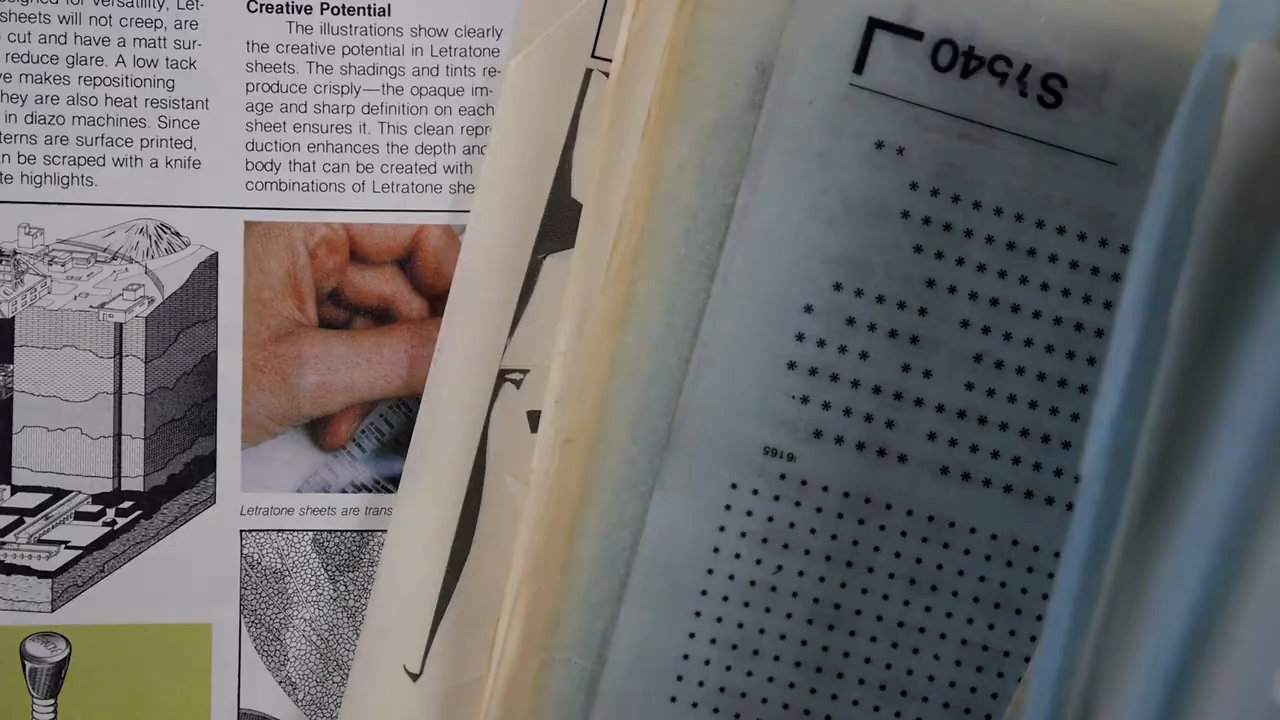 signed for versatility, Let-
sheets will not creep, are
cut and have a matt sur-
reduce glare. A low tack
ve makes repositioning
hey are also heat resistant
in diazo machines. Since
terns are surface printed,
n be scraped with a knife
te highlights.
Creative Potential
The illustrations show clearly
the creative potential in Letratone
sheets. The shadings and tints re-
produce crisply—the opaque im-
age and sharp definition on each
sheet ensures it. This clean repr
duction enhances the depth and
body that can be created with
combinations of Letratone she
Letratone sheets are trans
6165